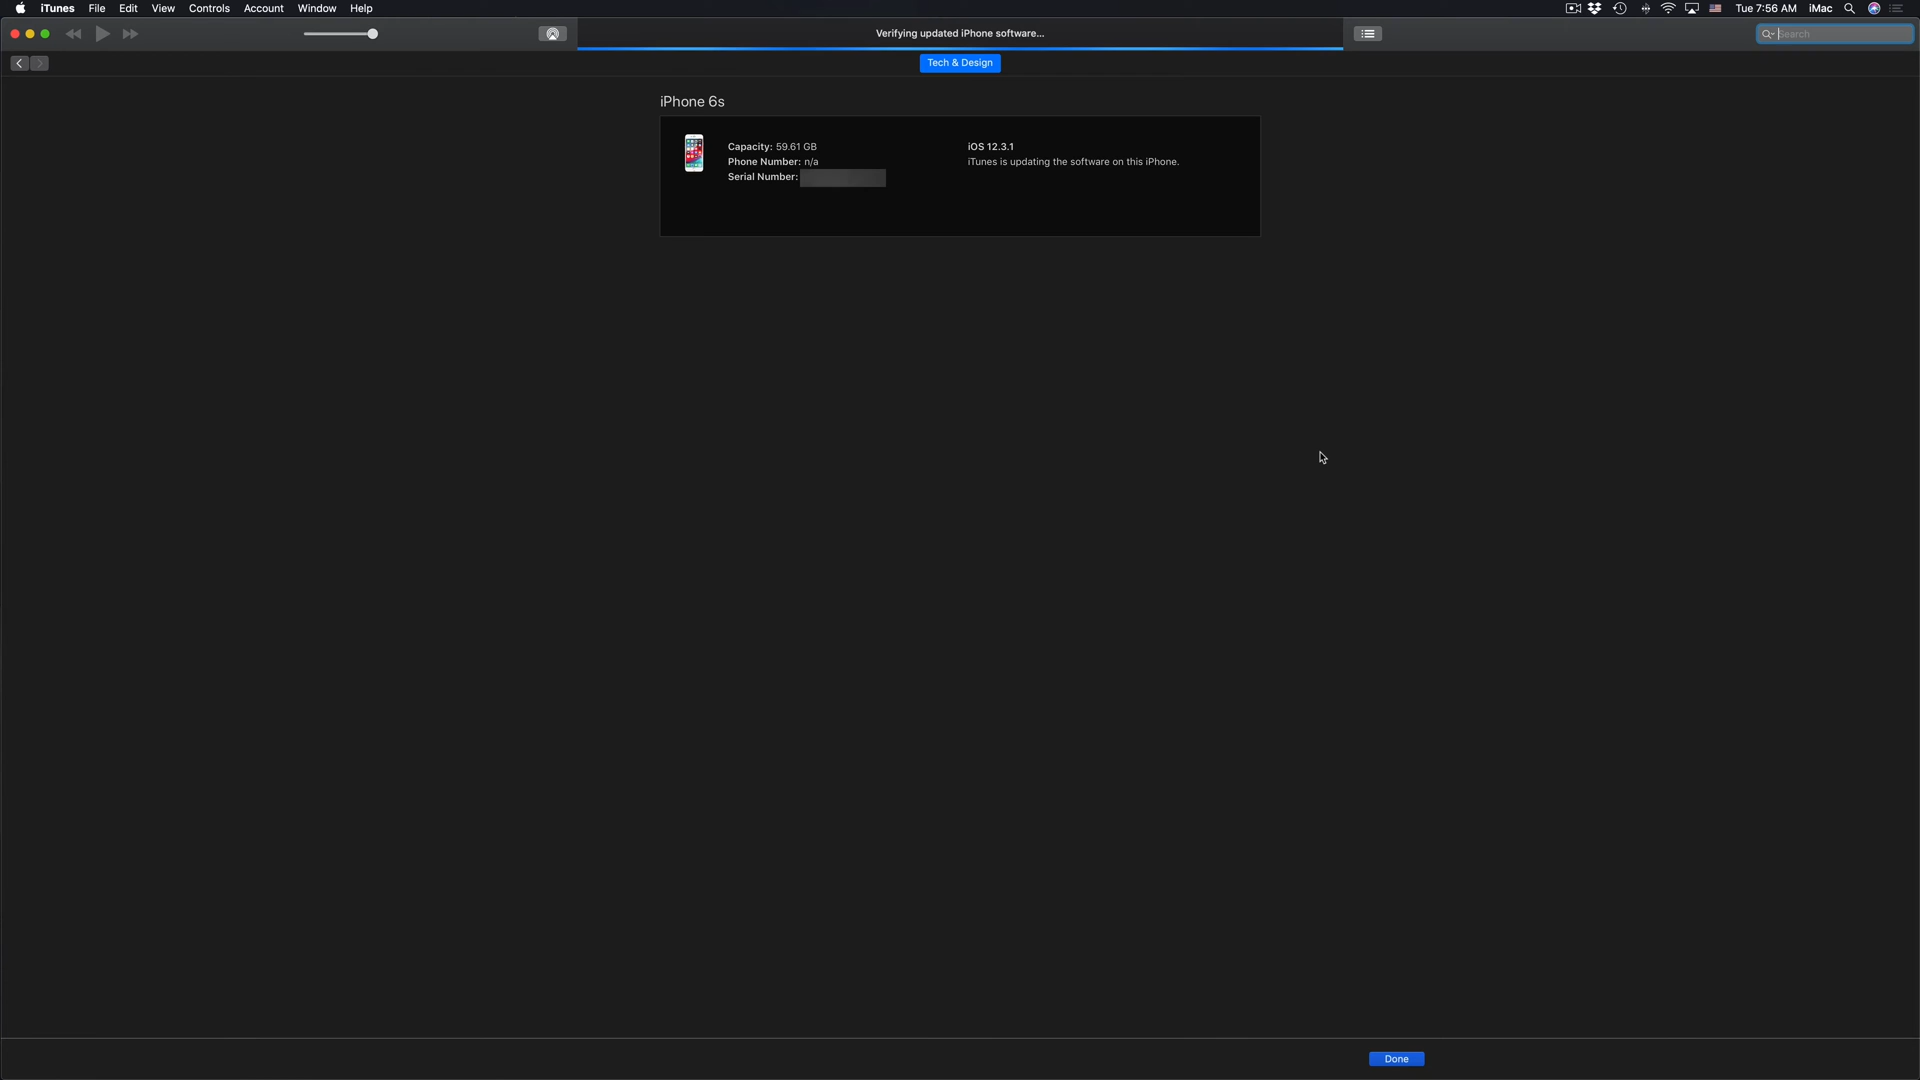 iTunes File Edit View Controls Account Window Help Tue 7:56 AM iMac
Verifying updated iPhone software...
Search
Tech & Design
iPhone 6s
Capacity: 59.61 GB
Phone Number: n/a
Serial Number:
iOS 12.3.1
iTunes is updating the software on this iPhone.
Done